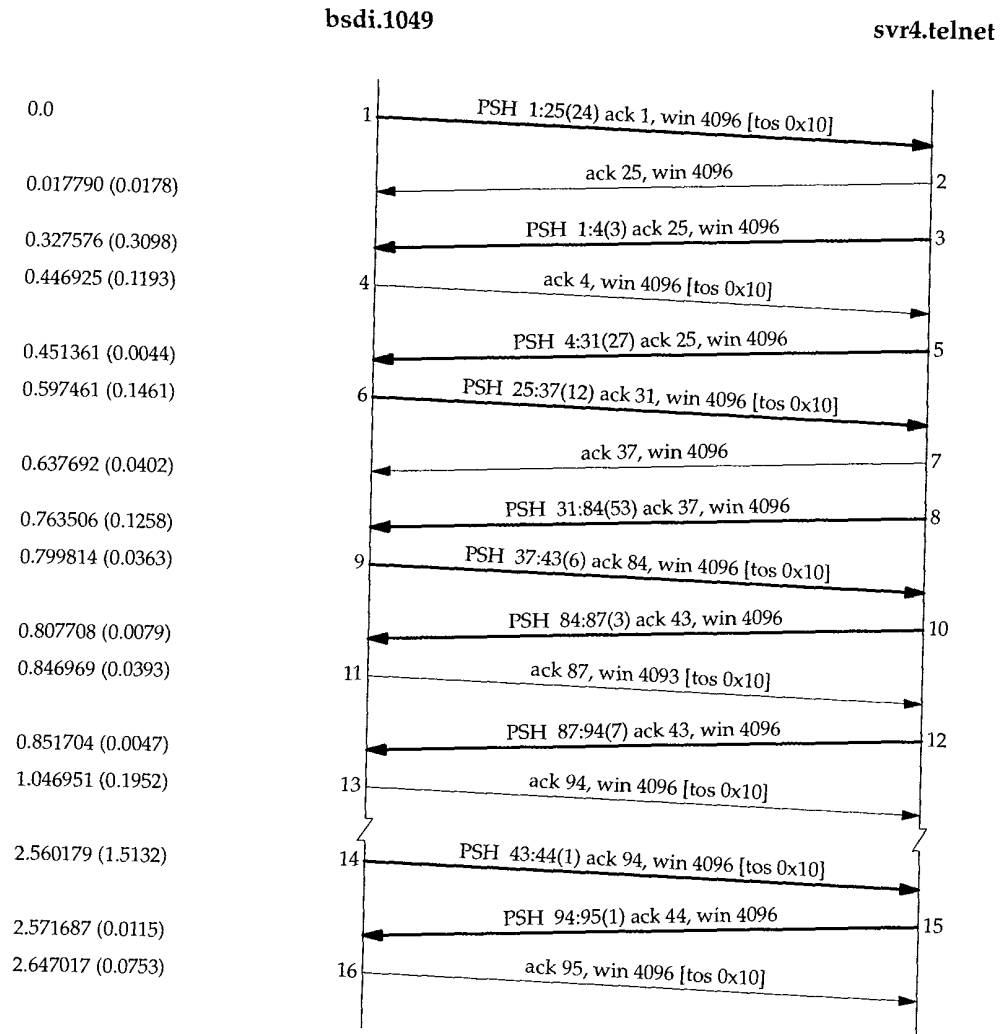 bsdi.1049
svr4.telnet
0.0
1
PSH 1:25(24) ack 1, win 4096 [tos 0x10]
0.017790 (0.0178)
ack 25, win 4096
2
0.327576 (0.3098)
PSH 1:4(3) ack 25, win 4096
3
0.446925 (0.1193)
4
ack 4, win 4096 [tos 0x10]
0.451361 (0.0044)
PSH 4:31(27) ack 25, win 4096
5
0.597461 (0.1461)
6
PSH 25:37(12) ack 31, win 4096 [tos 0x10]
0.637692 (0.0402)
ack 37, win 4096
7
0.763506 (0.1258)
PSH 31:84(53) ack 37, win 4096
8
0.799814 (0.0363)
9
PSH 37:43(6) ack 84, win 4096 [tos 0x10]
0.807708 (0.0079)
PSH 84:87(3) ack 43, win 4096
10
0.846969 (0.0393)
11
ack 87, win 4093 [tos 0x10]
0.851704 (0.0047)
PSH 87:94(7) ack 43, win 4096
12
1.046951 (0.1952)
13
ack 94, win 4096 [tos 0x10]
2.560179 (1.5132)
14
PSH 43:44(1) ack 94, win 4096 [tos 0x10]
2.571687 (0.0115)
PSH 94:95(1) ack 44, win 4096
15
2.647017 (0.0753)
16
ack 95, win 4096 [tos 0x10]